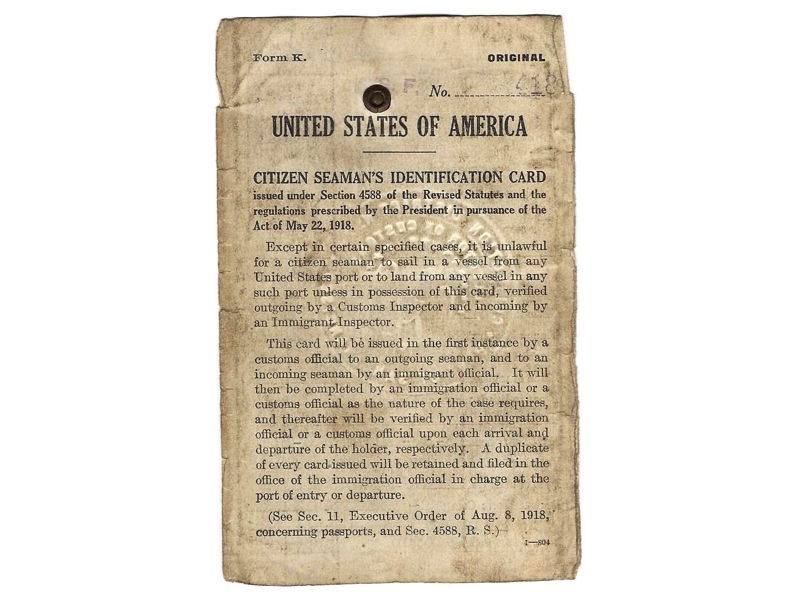 Form K.
ORIGINAL
S. F. No. 418
UNITED STATES OF AMERICA
CITIZEN SEAMAN'S IDENTIFICATION CARD
issued under Section 4588 of the Revised Statutes and the
regulations prescribed by the President in pursuance of the
Act of May 22, 1918.
Except in certain specified cases, it is unlawful
for a citizen seaman to sail in a vessel from any
United States port or to land from any vessel in any
such port unless in possession of this card, verified
outgoing by a Customs Inspector and incoming by
an Immigrant Inspector.
This card will be issued in the first instance by a
customs official to an outgoing seaman, and to an
incoming seaman by an immigrant official. It will
then be completed by an immigration official or a
customs official as the nature of the case requires,
and thereafter will be verified by an immigration
official or a customs official upon each arrival and
departure of the holder, respectively. A duplicate
of every card issued will be retained and filed in the
office of the immigration official in charge at the
port of entry or departure.
(See Sec. 11, Executive Order of Aug. 8, 1918,
concerning passports, and Sec. 4588, R. S.)
1—804